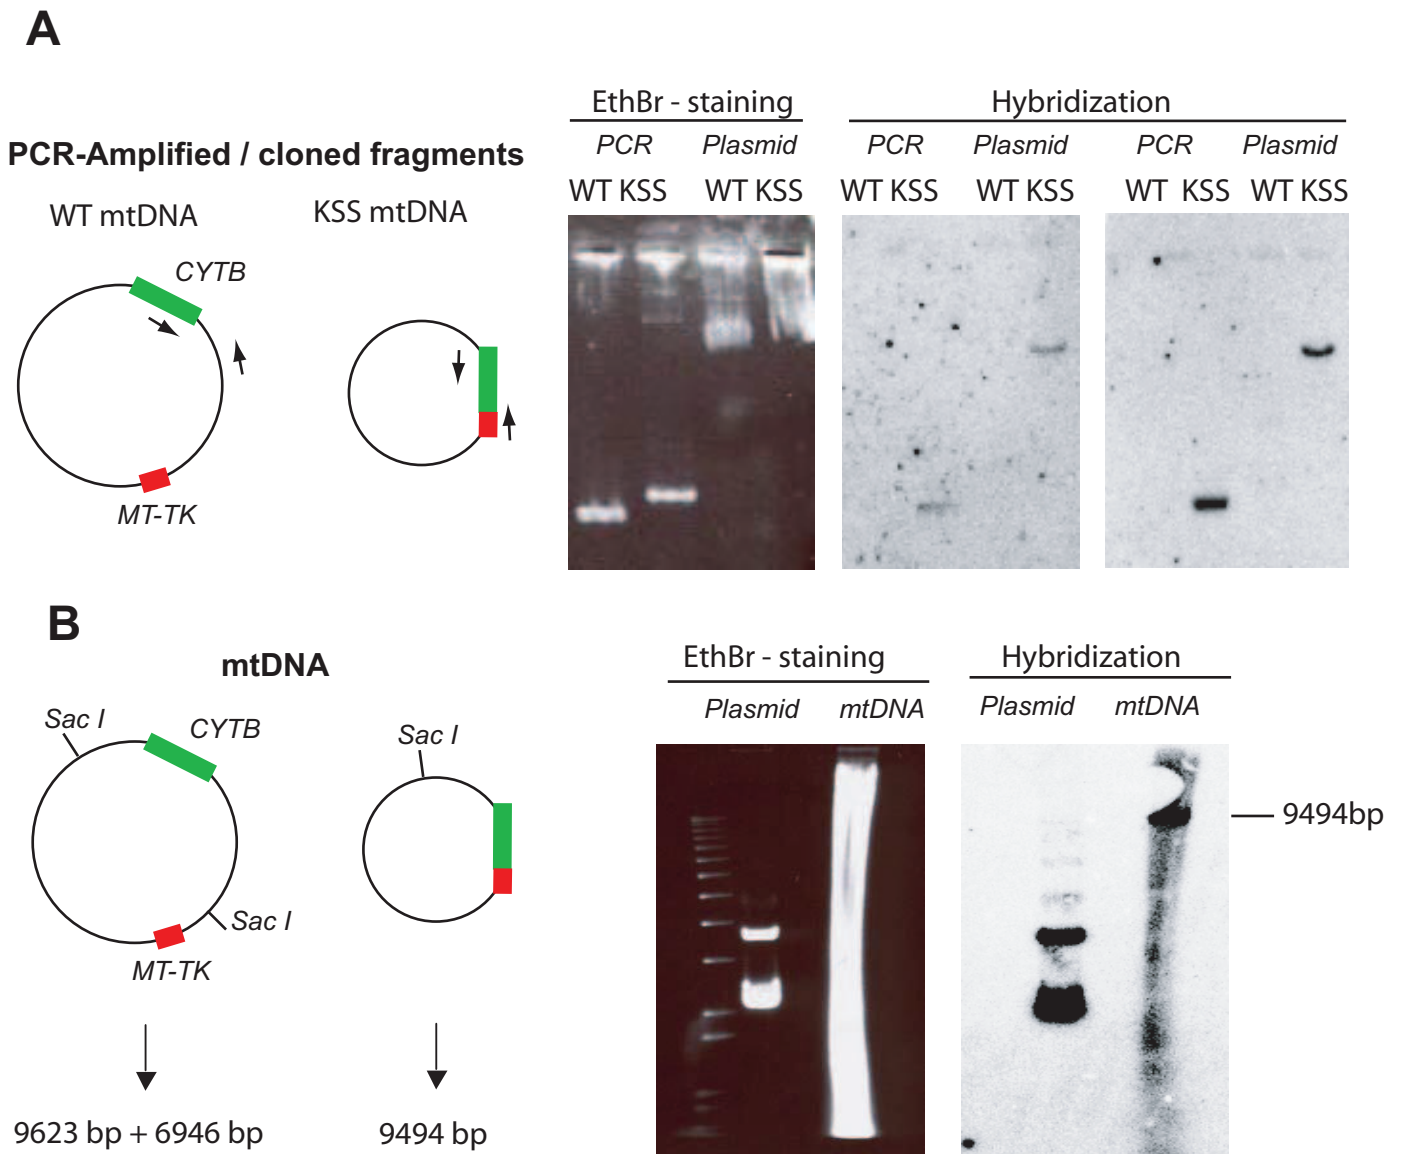 A
EthBr - staining
Hybridization
PCR Plasmid
PCR Plasmid
PCR Plasmid
PCR-Amplified / cloned fragments
WT KSS WT KSS
WT KSS WT KSS
WT KSS WT KSS
WT mtDNA
KSS mtDNA
CYTB
MT-TK
B
mtDNA
EthBr - staining
Hybridization
Plasmid mtDNA
Plasmid mtDNA
Sac I
CYTB
Sac I
9494bp
Sac I
MT-TK
9623 bp + 6946 bp
9494 bp